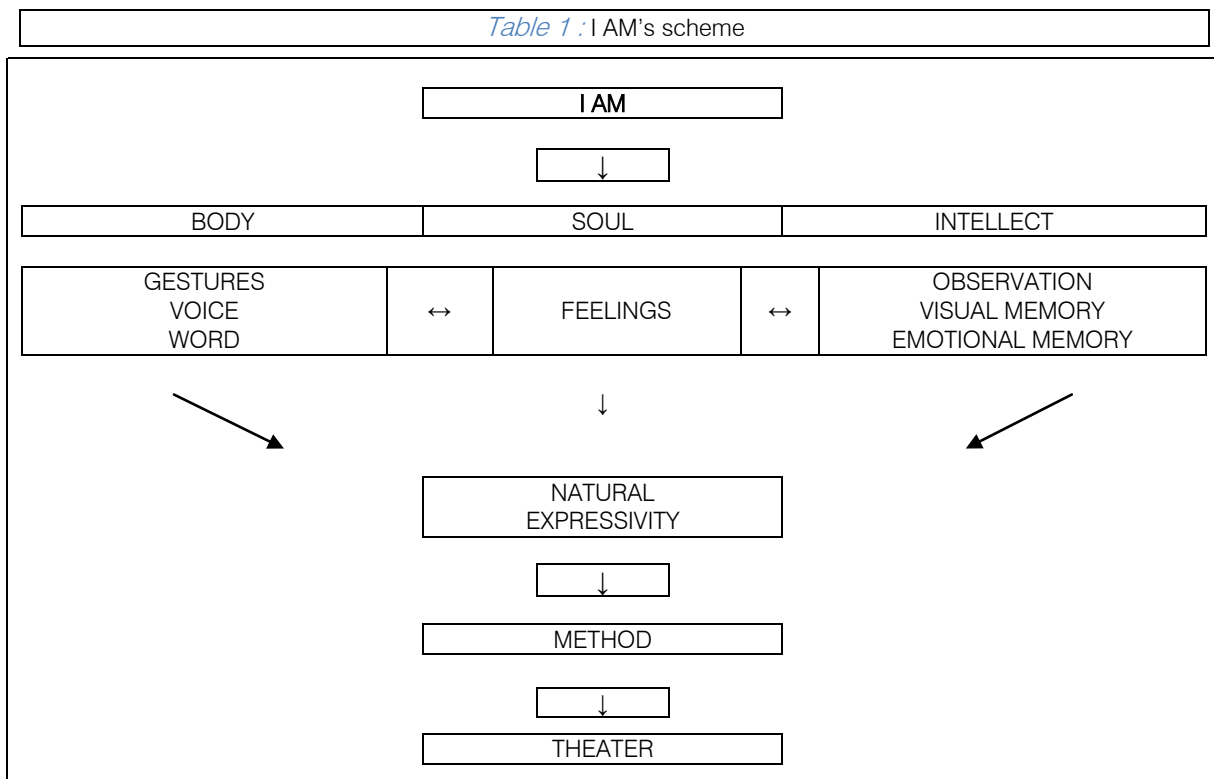 Table 1 : I AM's scheme
I AM
↓
BODY SOUL INTELLECT
GESTURES
VOICE
WORD
↔
FEELINGS
↔
OBSERVATION
VISUAL MEMORY
EMOTIONAL MEMORY
↓
NATURAL
EXPRESSIVITY
↓
METHOD
↓
THEATER